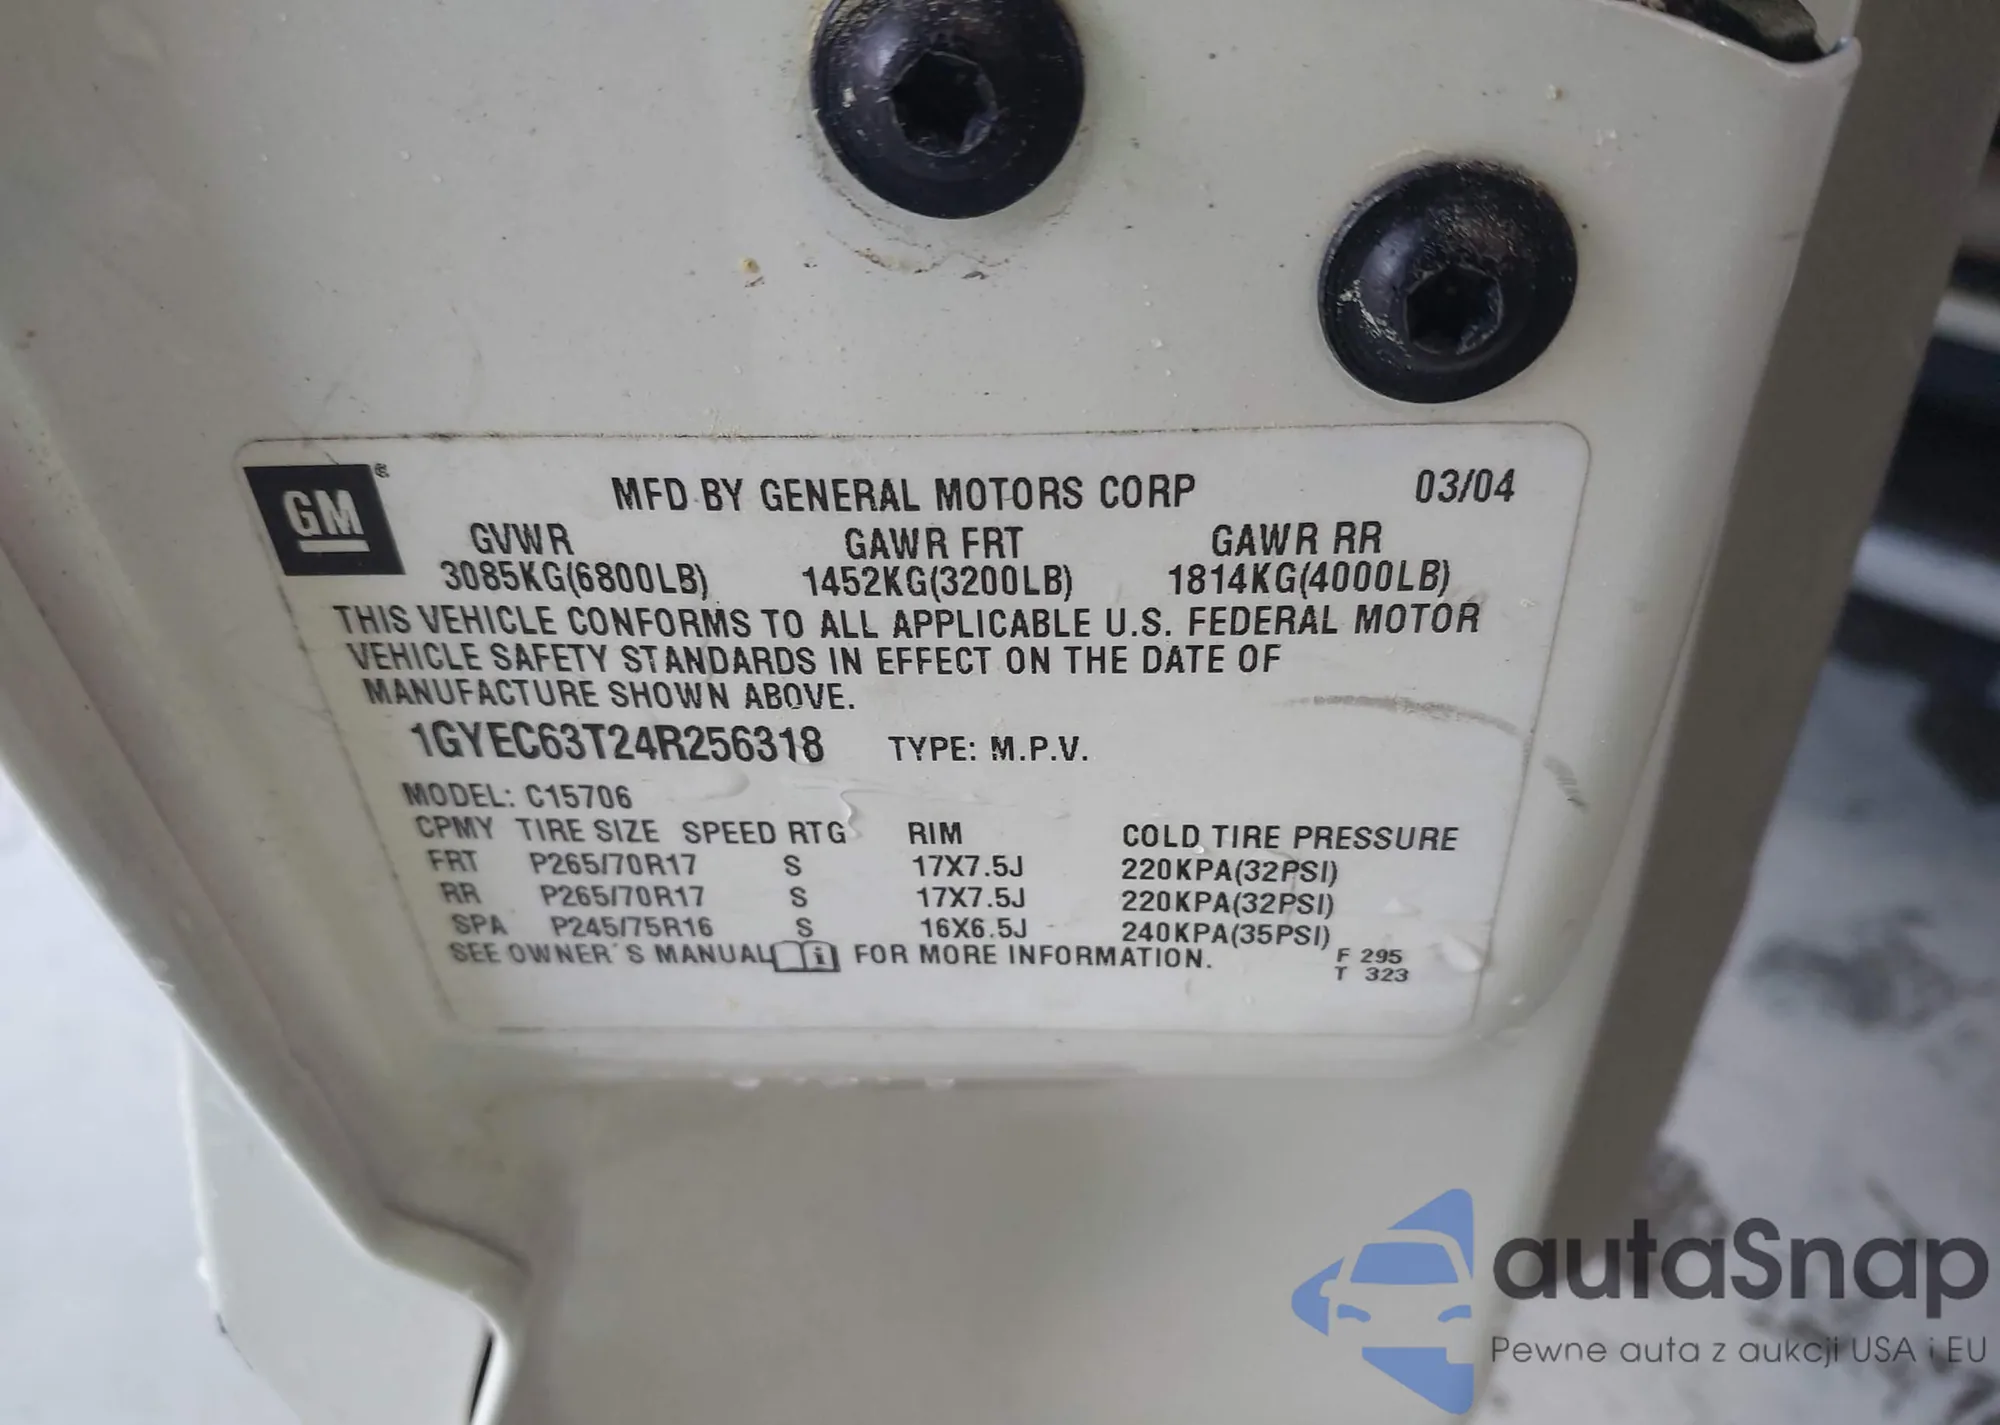 GM ®
MFD BY GENERAL MOTORS CORP 03/04
GVWR GAWR FRT GAWR RR
3085KG(6800LB) 1452KG(3200LB) 1814KG(4000LB)
THIS VEHICLE CONFORMS TO ALL APPLICABLE U.S. FEDERAL MOTOR
VEHICLE SAFETY STANDARDS IN EFFECT ON THE DATE OF
MANUFACTURE SHOWN ABOVE.
1GYEC63T24R256318 TYPE: M.P.V.
MODEL: C15706
CPMY TIRE SIZE SPEED RTG RIM COLD TIRE PRESSURE
FRT P265/70R17 S 17X7.5J 220KPA(32PSI)
RR P265/70R17 S 17X7.5J 220KPA(32PSI)
SPA P245/75R16 S 16X6.5J 240KPA(35PSI)
SEE OWNER'S MANUAL i FOR MORE INFORMATION. F 295
T 323
autaSnap
Pewne auta z aukcji USA i EU